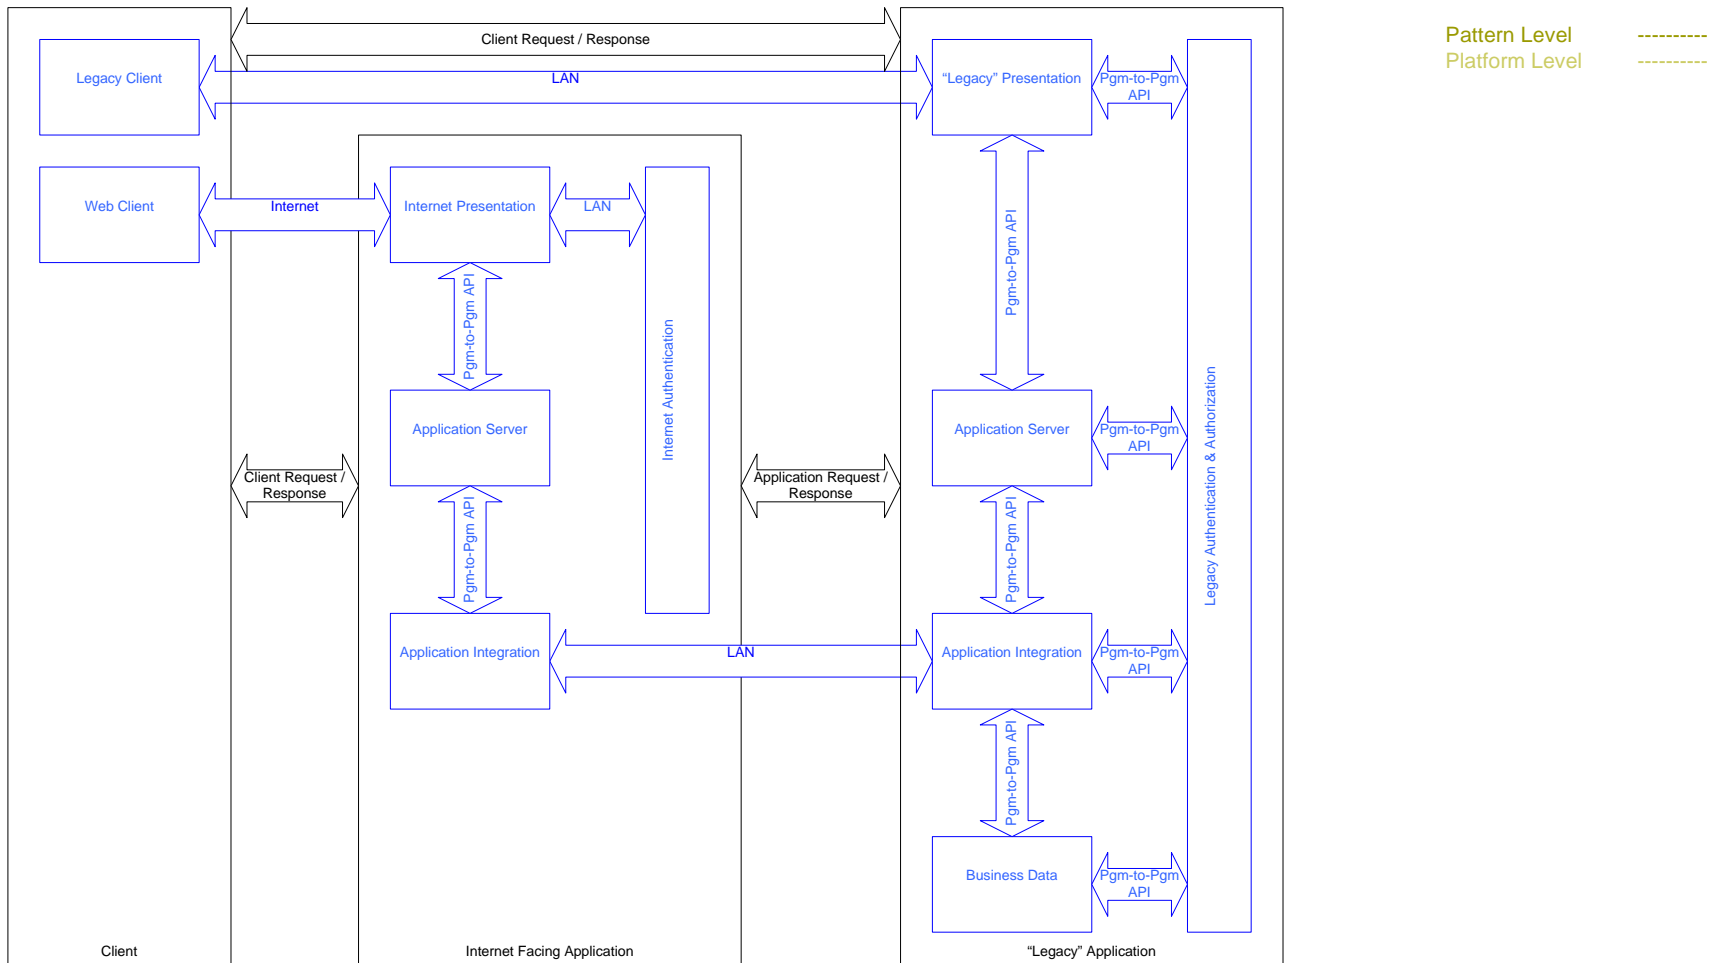 Client Request / Response
Pattern Level ----------
Platform Level ----------
Legacy Client
LAN
“Legacy” Presentation
Pgm-to-Pgm
API
Web Client
Internet
Internet Presentation
LAN
Pgm-to-Pgm API
Pgm-to-Pgm API
Internet Authentication
Legacy Authentication & Authorization
Application Server
Application Server
Pgm-to-Pgm
API
Client Request /
Response
Application Request /
Response
Pgm-to-Pgm API
Pgm-to-Pgm API
Application Integration
LAN
Application Integration
Pgm-to-Pgm
API
Pgm-to-Pgm API
Business Data
Pgm-to-Pgm
API
Client
Internet Facing Application
“Legacy” Application